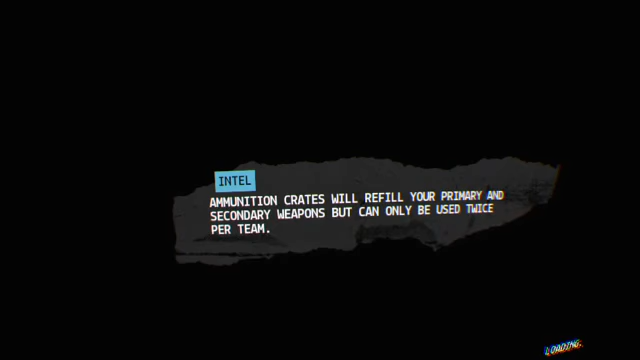 INTEL
AMMUNITION CRATES WILL REFILL YOUR PRIMARY AND
SECONDARY WEAPONS BUT CAN ONLY BE USED TWICE
PER TEAM.
LOADING.